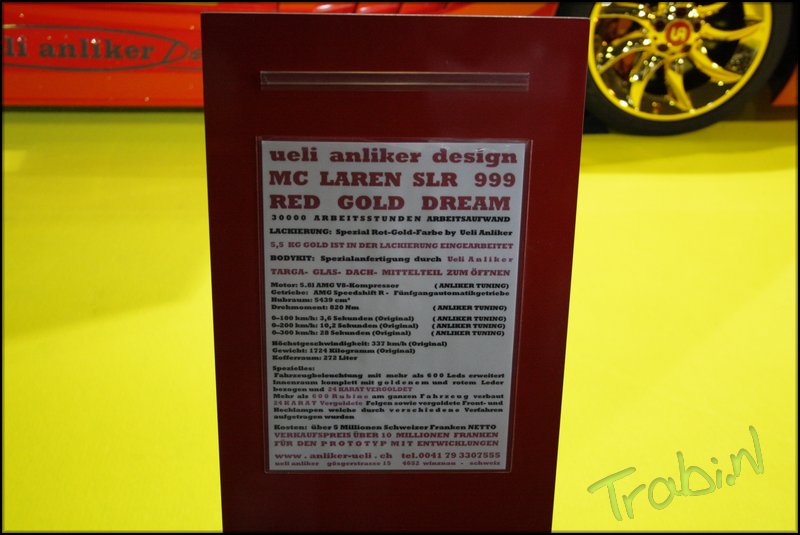 ueli anliker De
ueli anliker design
MC LAREN SLR 999
RED GOLD DREAM
30000 ARBEITSSTUNDEN ARBEITSAUFWAND
LACKIERUNG: Spezial Rot-Gold-Farbe by Ueli Anliker
5,5 KG GOLD IST IN DER LACKIERUNG EINGEARBEITET
BODYKIT: Spezialanfertigung durch Ueli Anliker
TARGA- GLAS- DACH- MITTELTEIL ZUM ÖFFNEN
Motor: 5.0l AMG V8-Kompressor (ANLIKER TUNING)
Getriebe: AMG Speedshift R - Fünfgangautomatikgetriebe
Hubraum: 5439 cm³
Drehmoment: 820 Nm (ANLIKER TUNING)
0-100 km/h: 3,6 Sekunden (Original) (ANLIKER TUNING)
0-200 km/h: 10,2 Sekunden (Original) (ANLIKER TUNING)
0-300 km/h: 28 Sekunden (Original) (ANLIKER TUNING)
Höchstgeschwindigkeit: 337 km/h (Original)
Gewicht: 1724 Kilogramm (Original)
Kofferraum: 272 Liter
Spezielles:
Fahrzeugbeleuchtung mit mehr als 600 Leds erweitert
Innenraum komplett mit goldenem und rotem Leder
bezogen und 24 KARAT VERGOLDET
Mehr als 600 Rubine am ganzen Fahrzeug verbaut
24 KARAT Vergoldete Felgen sowie vergoldete Front- und
Hecklampen welche durch verschiedene Verfahren
aufgetragen wurden
Kosten: über 5 Millionen Schweizer Franken NETTO
VERKAUFSPREIS ÜBER 10 MILLIONEN FRANKEN
FÜR DEN PROTOTYP MIT ENTWICKLUNGEN
www.anliker-ueli.ch tel.0041 79 3307555
ueli anliker gösgerstrasse 15 4652 winznau - schweiz
Trabi.nl